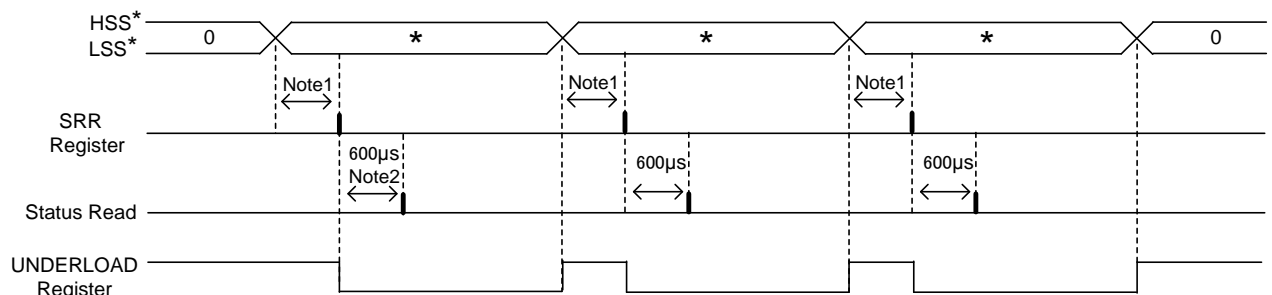 HSS*
LSS*
0
*
*
*
0
Note1
Note1
Note1
SRR
Register
600µs
Note2
600µs
600µs
Status Read
UNDERLOAD
Register